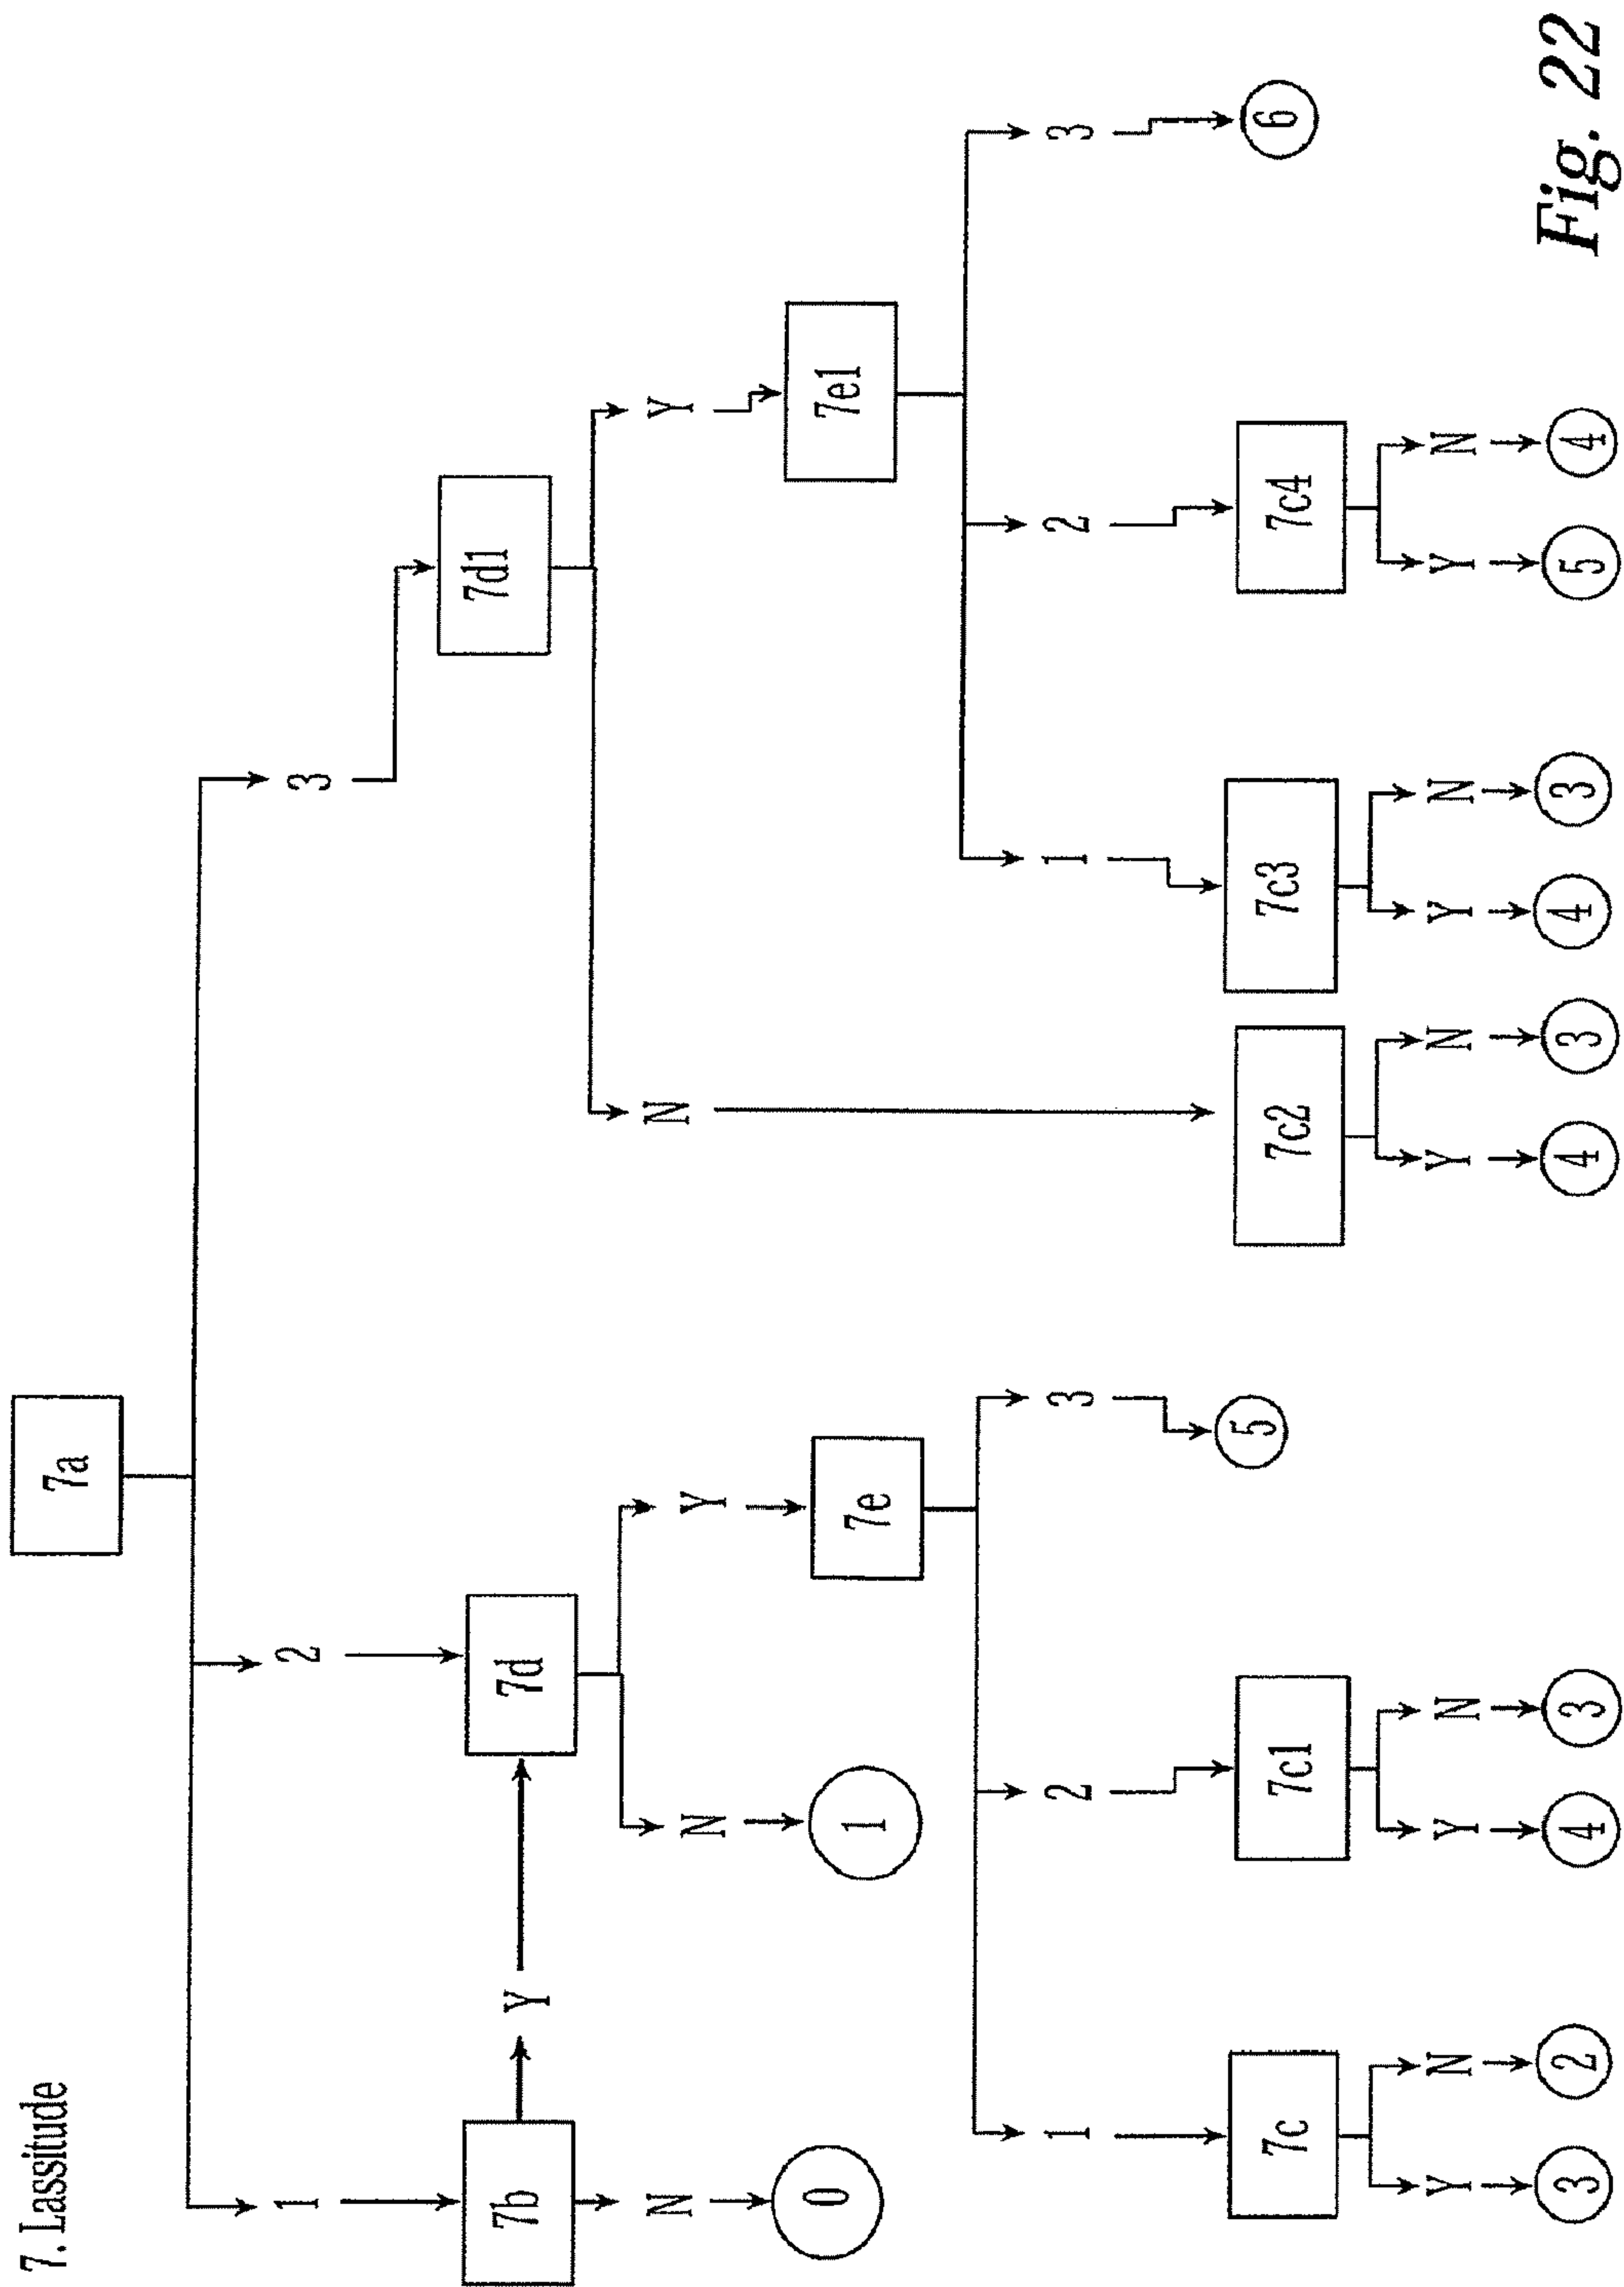 7. Lassitude
7a
1 2 3
7b Y 7d 7d1
N N Y N Y
0 1 7e 7e1
1 2 3 1 2 3
7c 7c1 5 7c2 7c3 7c4 6
Y N Y N Y N Y N Y N
3 2 4 3 4 3 4 3 5 4
Fig. 22